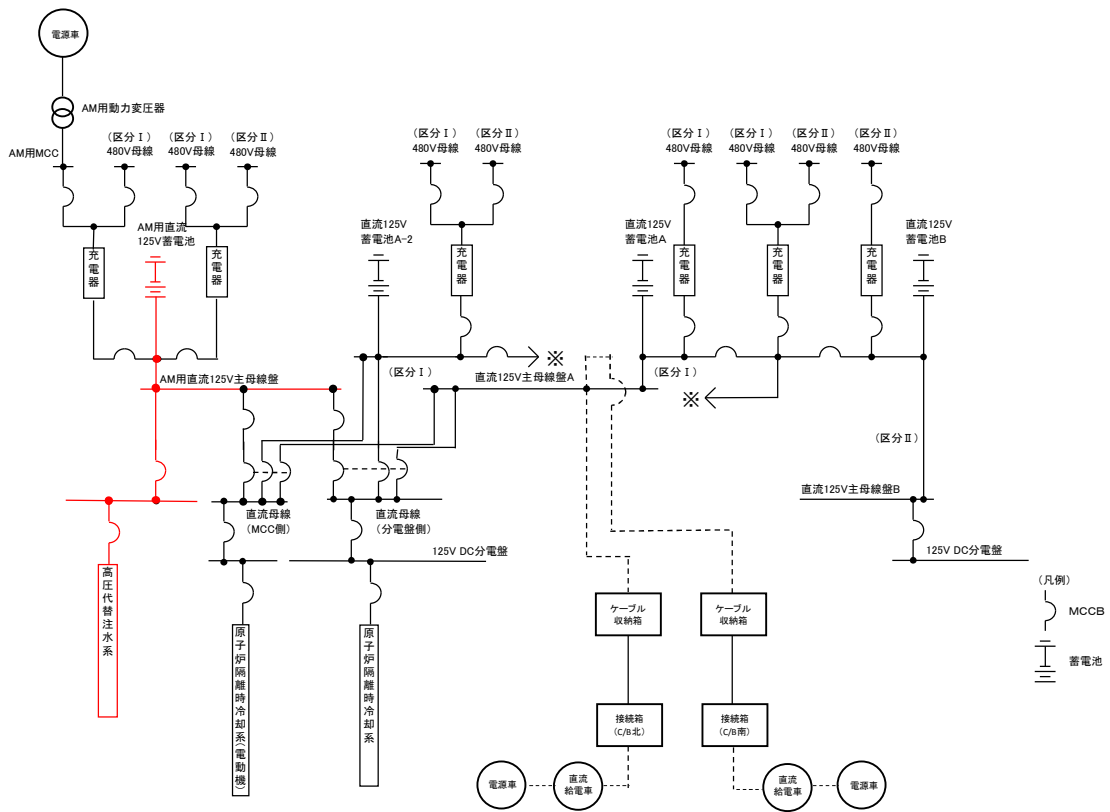 電源車
AM用動力変圧器
AM用MCC
(区分Ⅰ)
480V母線
(区分Ⅰ)
480V母線
(区分Ⅱ)
480V母線
(区分Ⅰ)
480V母線
(区分Ⅱ)
480V母線
(区分Ⅰ)
480V母線
(区分Ⅰ)
480V母線
(区分Ⅱ)
480V母線
(区分Ⅱ)
480V母線
AM用直流
125V蓄電池
直流125V
蓄電池A-2
直流125V
蓄電池A
直流125V
蓄電池B
充電器
充電器
充電器
充電器
充電器
充電器
※
(区分Ⅰ)
(区分Ⅰ)
AM用直流125V主母線盤
直流125V主母線盤A
※
(区分Ⅱ)
直流125V主母線盤B
直流母線
(MCC側)
直流母線
(分電盤側)
125V DC分電盤
125V DC分電盤
高圧代替注水系
原子炉隔離時冷却系(電動機)
原子炉隔離時冷却系
ケーブル
収納箱
ケーブル
収納箱
接続箱
(C/B北)
接続箱
(C/B南)
電源車
直流
給電車
直流
給電車
電源車
(凡例)
MCCB
蓄電池